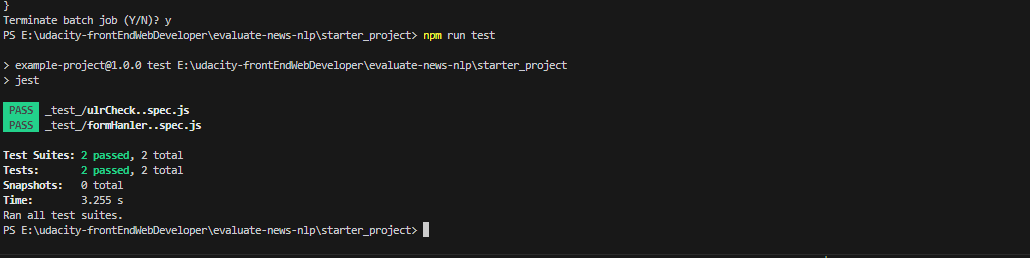 }
Terminate batch job (Y/N)? y
PS E:\udacity-frontEndWebDeveloper\evaluate-news-nlp\starter_project> npm run test
> example-project@1.0.0 test E:\udacity-frontEndWebDeveloper\evaluate-news-nlp\starter_project
> jest
PASS _test_/ulrCheck..spec.js
PASS _test_/formHanler..spec.js
Test Suites: 2 passed, 2 total
Tests: 2 passed, 2 total
Snapshots: 0 total
Time: 3.255 s
Ran all test suites.
PS E:\udacity-frontEndWebDeveloper\evaluate-news-nlp\starter_project>